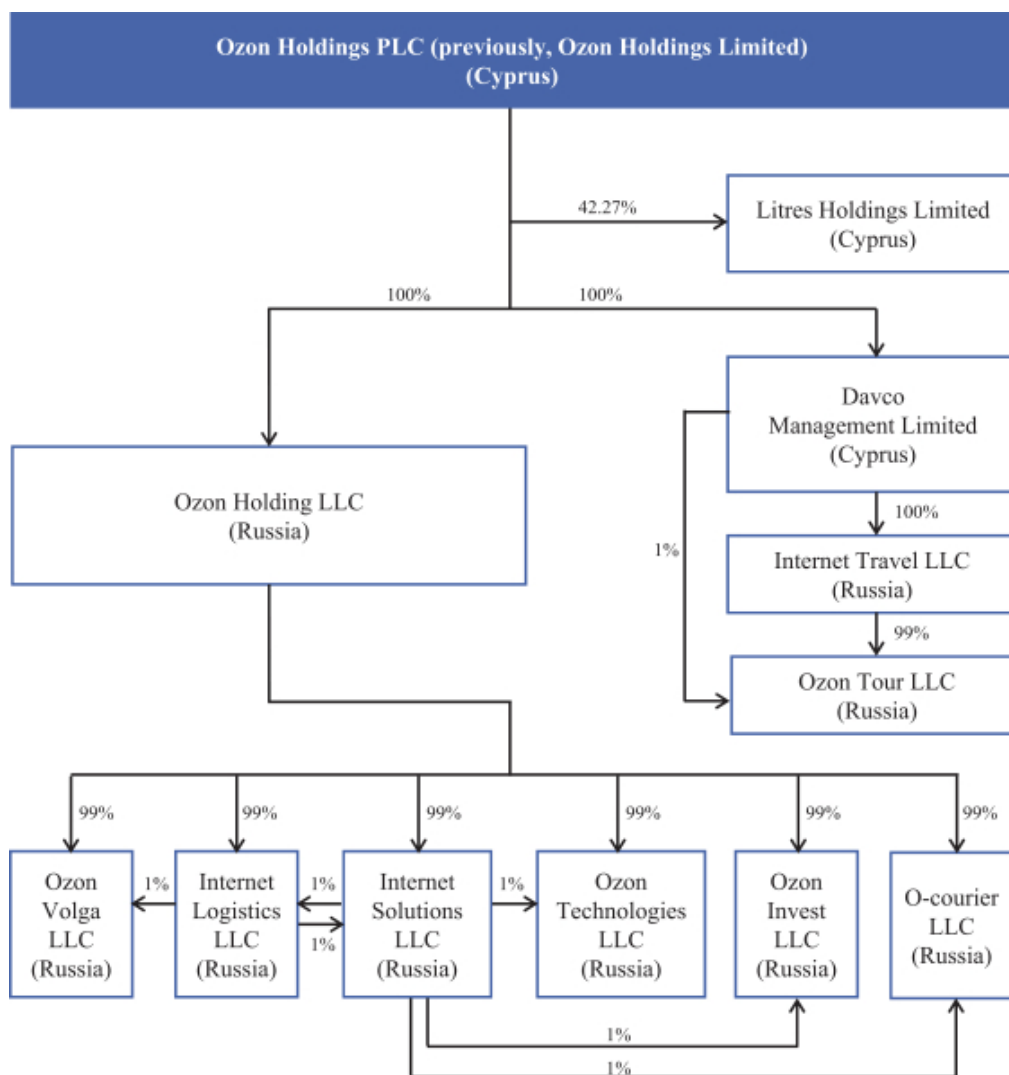 Ozon Holdings PLC (previously, Ozon Holdings Limited)
(Cyprus)
42.27%
Litres Holdings Limited
(Cyprus)
100%
100%
Davco
Management Limited
(Cyprus)
Ozon Holding LLC
(Russia)
100%
1%
Internet Travel LLC
(Russia)
99%
Ozon Tour LLC
(Russia)
99%
99%
99%
99%
99%
99%
Ozon
Volga
LLC
(Russia)
1%
Internet
Logistics
LLC
(Russia)
1%
1%
Internet
Solutions
LLC
(Russia)
1%
Ozon
Technologies
LLC
(Russia)
Ozon
Invest
LLC
(Russia)
O-courier
LLC
(Russia)
1%
1%